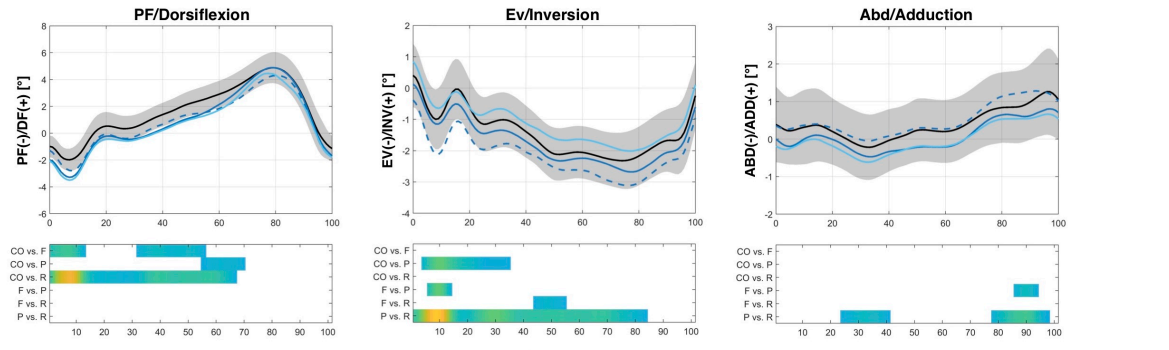 PF/Dorsiflexion
PF(-)/DF(+) [°]
8
6
4
2
0
-2
-4
-6
0 20 40 60 80 100
CO vs. F
CO vs. P
CO vs. R
F vs. P
F vs. R
P vs. R
10 20 30 40 50 60 70 80 90 100
Ev/Inversion
EV(-)/INV(+) [°]
2
1
0
-1
-2
-3
-4
0 20 40 60 80 100
CO vs. F
CO vs. P
CO vs. R
F vs. P
F vs. R
P vs. R
10 20 30 40 50 60 70 80 90 100
Abd/Adduction
ABD(-)/ADD(+) [°]
3
2
1
0
-1
-2
0 20 40 60 80 100
CO vs. F
CO vs. P
CO vs. R
F vs. P
F vs. R
P vs. R
10 20 30 40 50 60 70 80 90 100